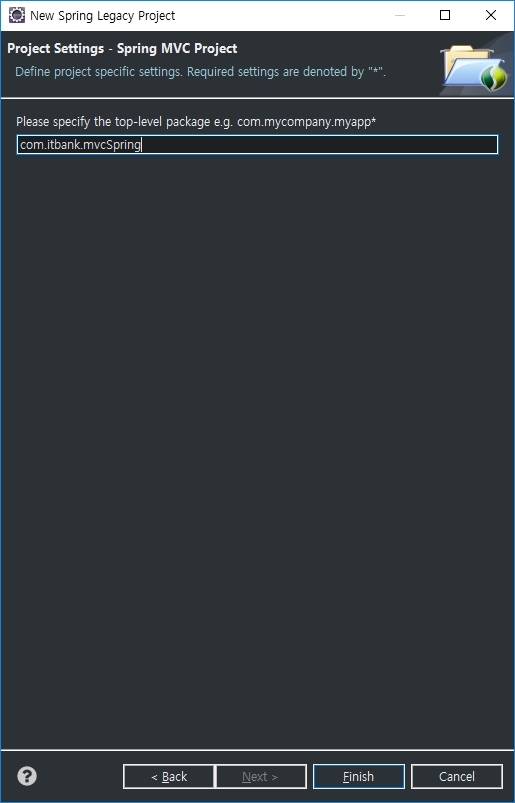 New Spring Legacy Project
Project Settings - Spring MVC Project
Define project specific settings. Required settings are denoted by "*".
Please specify the top-level package e.g. com.mycompany.myapp*
com.itbank.mvcSpring
?
< Back
Next >
Finish
Cancel